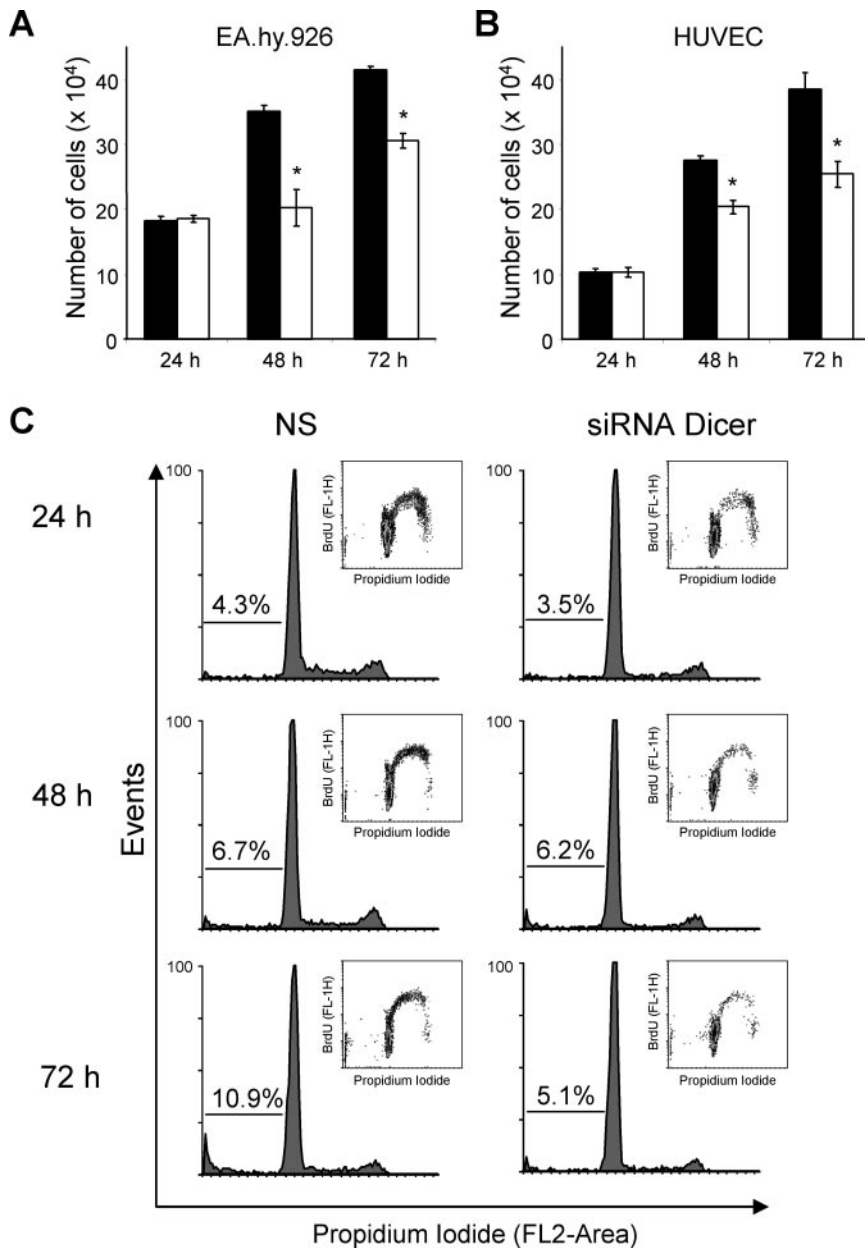 A
EA.hy.926
Number of cells (x 10⁴)
40
30
20
10
0
*
*
24 h
48 h
72 h
B
HUVEC
Number of cells (x 10⁴)
40
30
20
10
0
*
*
24 h
48 h
72 h
C
NS
siRNA Dicer
24 h
100
4.3%
BrdU (FL-1H)
Propidium Iodide
3.5%
100
BrdU (FL-1H)
Propidium Iodide
48 h
100
6.7%
BrdU (FL-1H)
Propidium Iodide
100
6.2%
BrdU (FL-1H)
Propidium Iodide
72 h
100
10.9%
BrdU (FL-1H)
Propidium Iodide
100
5.1%
BrdU (FL-1H)
Propidium Iodide
Events
Propidium Iodide (FL2-Area)